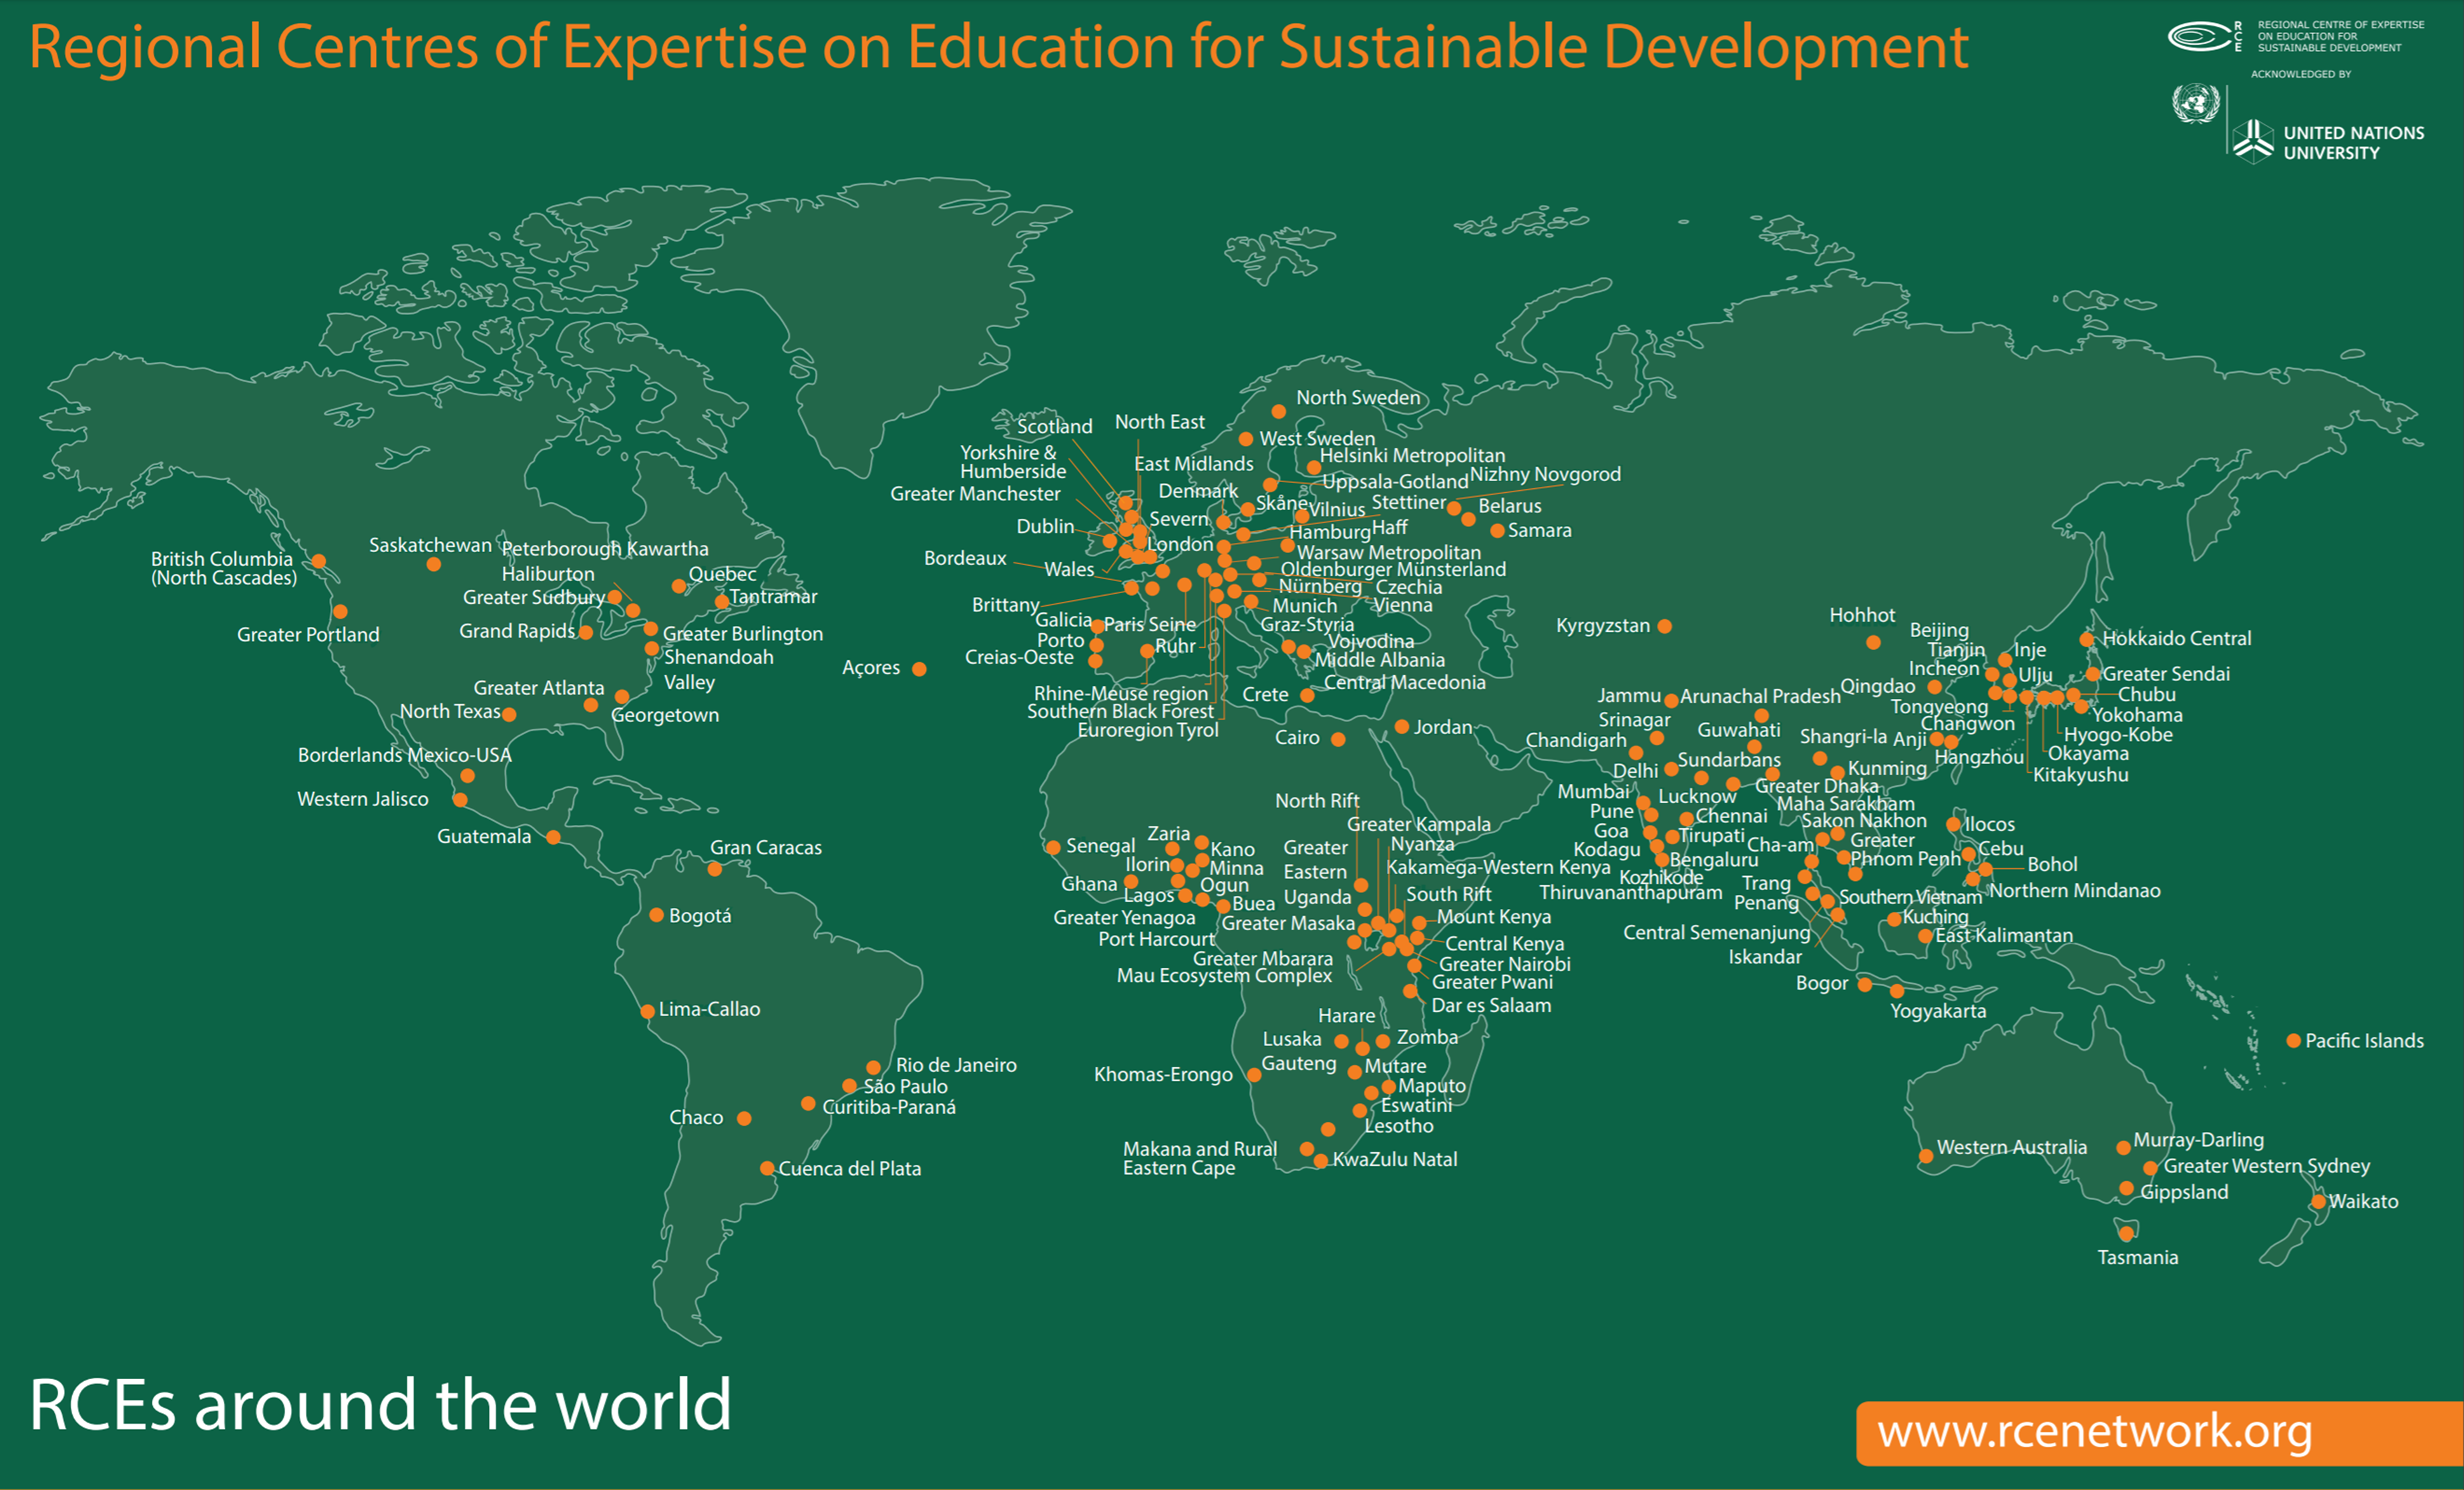 Regional Centres of Expertise on Education for Sustainable Development
RCE
REGIONAL CENTRE OF EXPERTISE
ON EDUCATION FOR
SUSTAINABLE DEVELOPMENT
ACKNOWLEDGED BY
UNITED NATIONS
UNIVERSITY
British Columbia
(North Cascades)
Greater Portland
Saskatchewan
Peterborough Kawartha
Haliburton
Greater Sudbury
Grand Rapids
Quebec
Tantramar
Greater Burlington
Shenandoah
Valley
Greater Atlanta
North Texas
Georgetown
Borderlands Mexico-USA
Western Jalisco
Guatemala
Gran Caracas
Bogotá
Lima-Callao
Rio de Janeiro
São Paulo
Curitiba-Paraná
Chaco
Cuenca del Plata
Açores
North Sweden
Scotland
North East
West Sweden
Yorkshire &
Humberside
East Midlands
Helsinki Metropolitan
Greater Manchester
Denmark
Uppsala-Gotland
Nizhny Novgorod
Skåne
Vilnius
Stettiner
Haff
Belarus
Samara
Dublin
Severn
Hamburg
London
Bordeaux
Wales
Warsaw Metropolitan
Oldenburger Münsterland
Nürnberg
Czechia
Brittany
Munich
Vienna
Galicia
Paris Seine
Graz-Styria
Porto
Ruhr
Vojvodina
Creias-Oeste
Middle Albania
Central Macedonia
Rhine-Meuse region
Southern Black Forest
Euroregion Tyrol
Crete
Cairo
Jordan
Senegal
Zaria
Kano
Ilorin
Minna
Ghana
Ogun
Lagos
Buea
Greater Yenagoa
Port Harcourt
North Rift
Greater Kampala
Nyanza
Greater
Eastern
Uganda
Kakamega-Western Kenya
South Rift
Greater Masaka
Mount Kenya
Central Kenya
Greater Mbarara
Greater Nairobi
Mau Ecosystem Complex
Greater Pwani
Dar es Salaam
Harare
Lusaka
Zomba
Gauteng
Mutare
Khomas-Erongo
Maputo
Eswatini
Lesotho
Makana and Rural
Eastern Cape
KwaZulu Natal
Kyrgyzstan
Hohhot
Beijing
Tianjin
Inje
Hokkaido Central
Incheon
Ulju
Greater Sendai
Qingdao
Chubu
Tongyeong
Yokohama
Changwon
Hyogo-Kobe
Okayama
Kitakyushu
Jammu
Arunachal Pradesh
Srinagar
Guwahati
Shangri-la
Anji
Hangzhou
Chandigarh
Delhi
Sundarbans
Kunming
Mumbai
Lucknow
Greater Dhaka
Pune
Chennai
Maha Sarakham
Sakon Nakhon
Goa
Tirupati
Cha-am
Greater
Phnom Penh
Kodagu
Bengaluru
Kozhikode
Thiruvananthapuram
Trang
Penang
Southern Vietnam
Ilocos
Cebu
Bohol
Northern Mindanao
Kuching
Central Semenanjung
East Kalimantan
Iskandar
Bogor
Yogyakarta
Pacific Islands
Western Australia
Murray-Darling
Greater Western Sydney
Gippsland
Waikato
Tasmania
RCEs around the world
www.rcenetwork.org